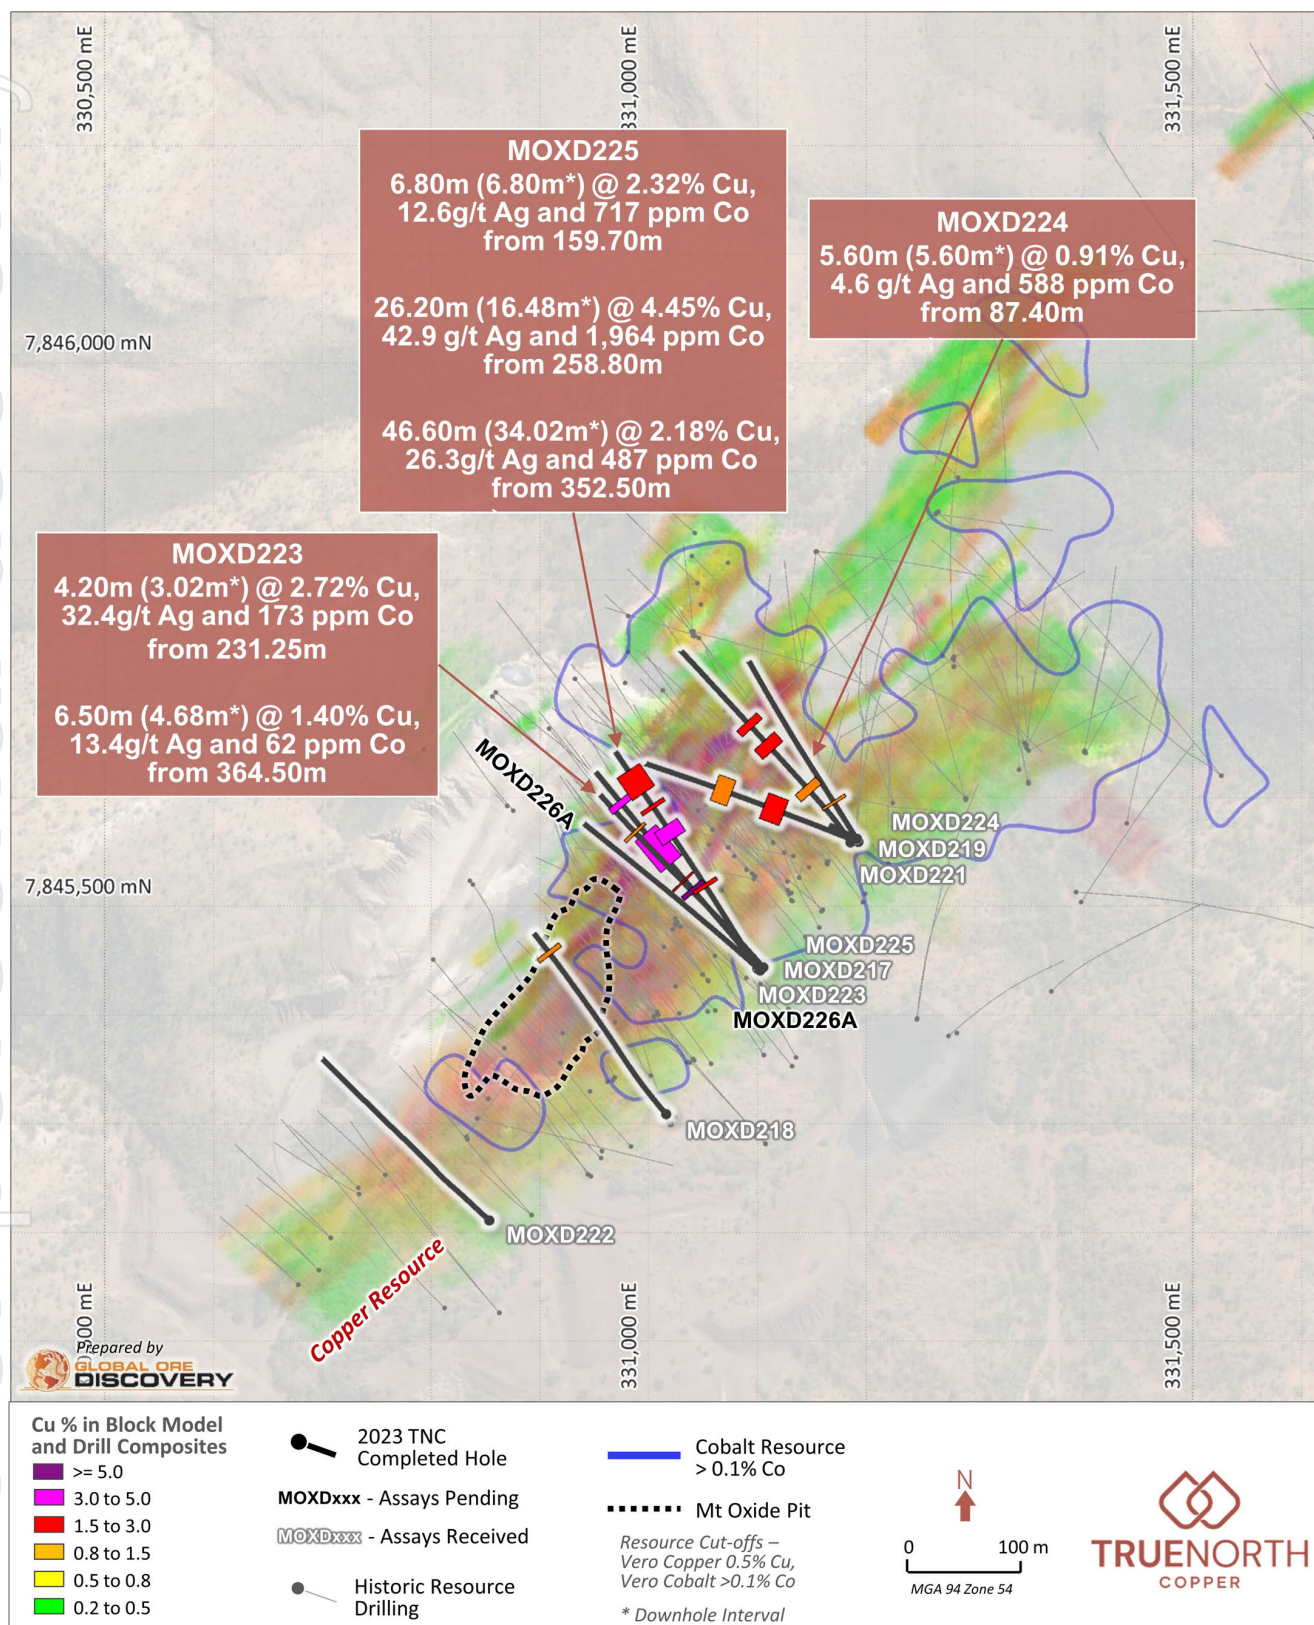 330,500 mE
331,000 mE
331,500 mE
MOXD225
6.80m (6.80m*) @ 2.32% Cu,
12.6g/t Ag and 717 ppm Co
from 159.70m
26.20m (16.48m*) @ 4.45% Cu,
42.9 g/t Ag and 1,964 ppm Co
from 258.80m
46.60m (34.02m*) @ 2.18% Cu,
26.3g/t Ag and 487 ppm Co
from 352.50m
MOXD224
5.60m (5.60m*) @ 0.91% Cu,
4.6 g/t Ag and 588 ppm Co
from 87.40m
7,846,000 mN
MOXD223
4.20m (3.02m*) @ 2.72% Cu,
32.4g/t Ag and 173 ppm Co
from 231.25m
6.50m (4.68m*) @ 1.40% Cu,
13.4g/t Ag and 62 ppm Co
from 364.50m
MOXD226A
MOXD224
MOXD219
MOXD221
7,845,500 mN
MOXD225
MOXD217
MOXD223
MOXD226A
MOXD218
MOXD222
Copper Resource
mE
331,000 mE
331,500 mE
Prepared by
GLOBAL ORE
DISCOVERY
Cu % in Block Model
and Drill Composites
>= 5.0
3.0 to 5.0
1.5 to 3.0
0.8 to 1.5
0.5 to 0.8
0.2 to 0.5
2023 TNC
Completed Hole
MOXDxxx - Assays Pending
MOXDxxx - Assays Received
Historic Resource
Drilling
Cobalt Resource
> 0.1% Co
Mt Oxide Pit
Resource Cut-offs –
Vero Copper 0.5% Cu,
Vero Cobalt >0.1% Co
* Downhole Interval
N
0 100 m
MGA 94 Zone 54
TRUENORTH
COPPER